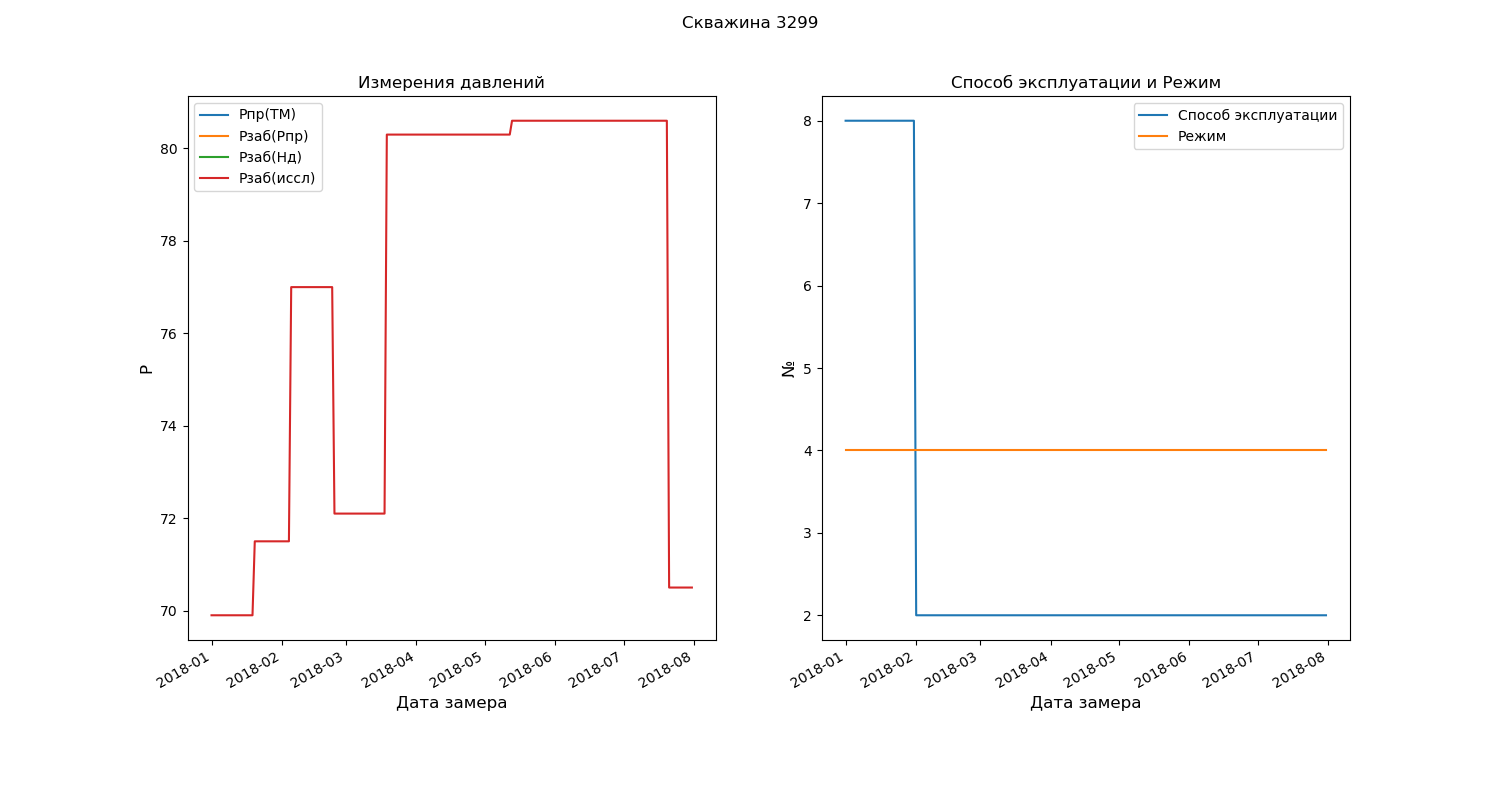 Скважина 3299
Измерения давлений
Рпр(ТМ)
Рзаб(Рпр)
Рзаб(Нд)
Рзаб(иссл)
80
78
76
74
72
70
Р
2018-01
2018-02
2018-03
2018-04
2018-05
2018-06
2018-07
2018-08
Дата замера
Способ эксплуатации и Режим
Способ эксплуатации
Режим
8
7
6
5
4
3
2
№
2018-01
2018-02
2018-03
2018-04
2018-05
2018-06
2018-07
2018-08
Дата замера